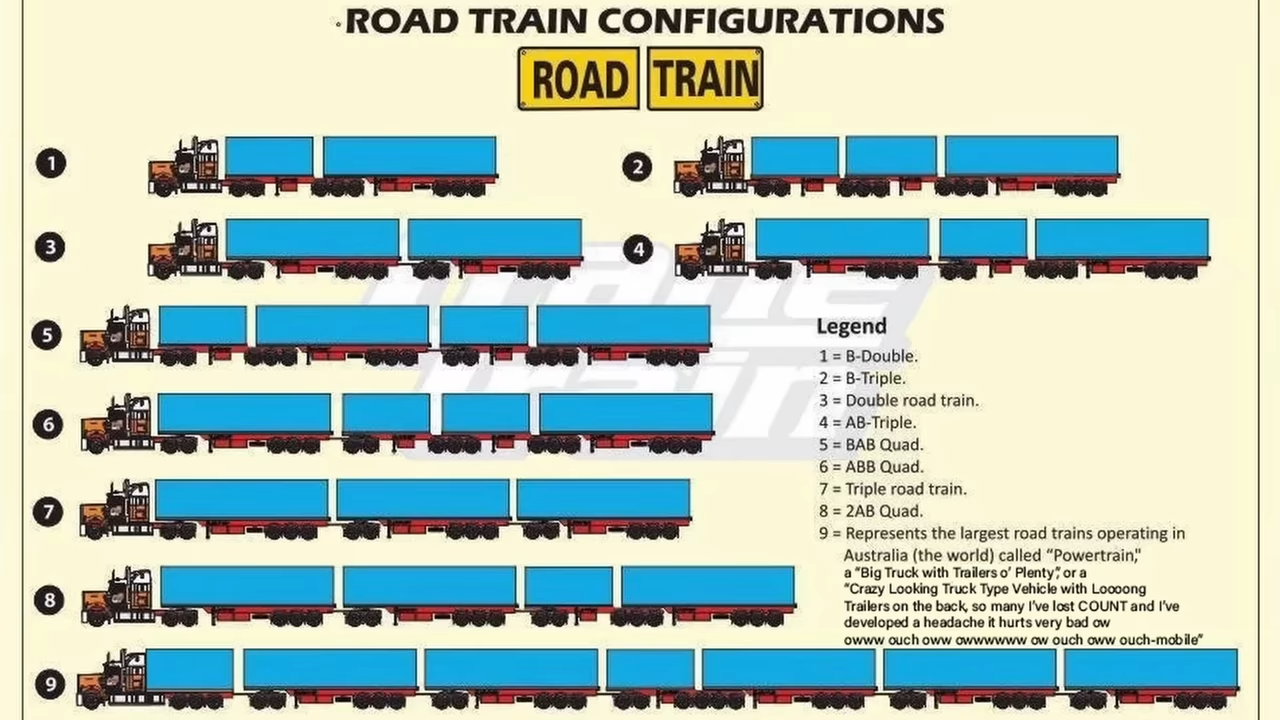 ROAD TRAIN CONFIGURATIONS
ROAD TRAIN
1
2
3
4
5
6
7
8
9
Legend
1 = B-Double.
2 = B-Triple.
3 = Double road train.
4 = AB-Triple.
5 = BAB Quad.
6 = ABB Quad.
7 = Triple road train.
8 = 2AB Quad.
9 = Represents the largest road trains operating in
Australia (the world) called “Powertrain,”
a “Big Truck with Trailers o’ Plenty”, or a
“Crazy Looking Truck Type Vehicle with Loooong
Trailers on the back, so many I’ve lost COUNT and I’ve
developed a headache it hurts very bad ow
owww ouch oww owwwwww ow ouch oww ouch-mobile”